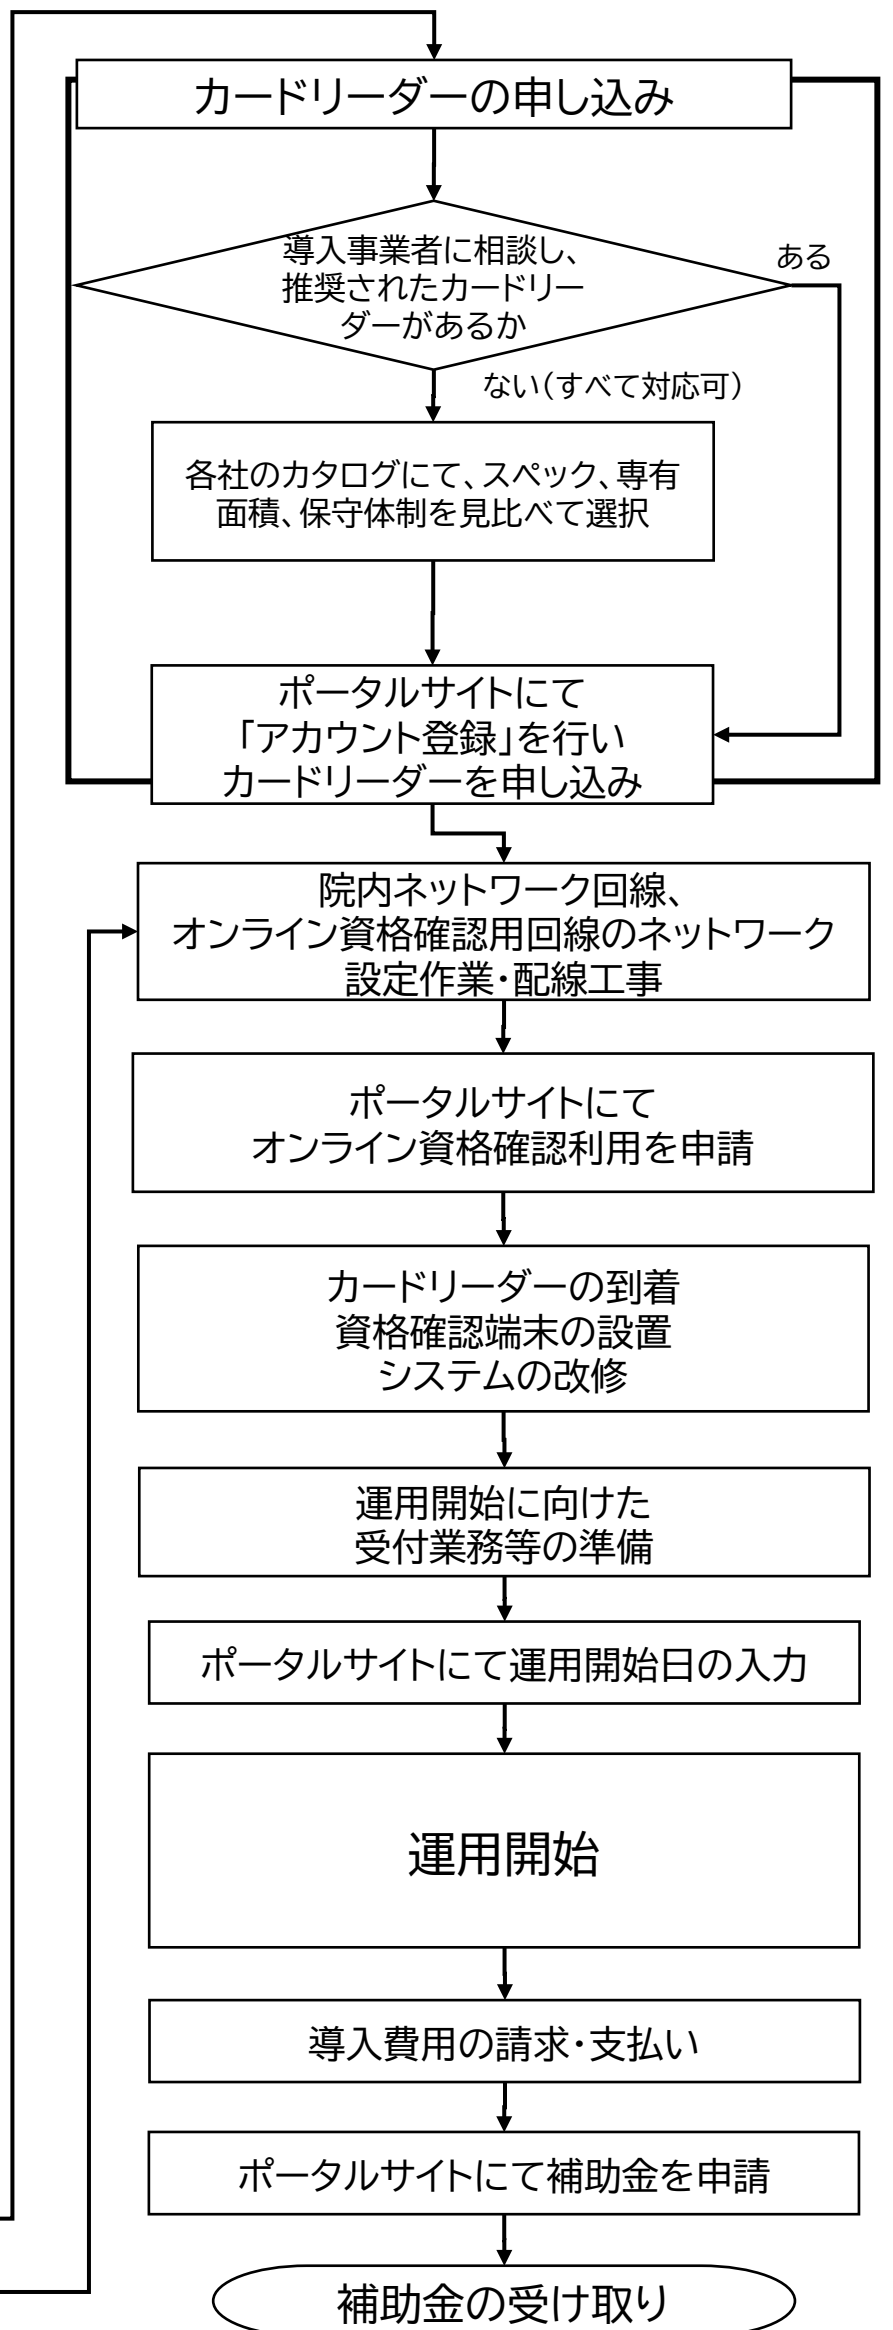 カードリーダーの申し込み
導入事業者に相談し、
推奨されたカードリー
ダーがあるか
ある
ない(すべて対応可)
各社のカタログにて、スペック、専有
面積、保守体制を見比べて選択
ポータルサイトにて
「アカウント登録」を行い
カードリーダーを申し込み
院内ネットワーク回線、
オンライン資格確認用回線のネットワーク
設定作業・配線工事
ポータルサイトにて
オンライン資格確認利用を申請
カードリーダーの到着
資格確認端末の設置
システムの改修
運用開始に向けた
受付業務等の準備
ポータルサイトにて運用開始日の入力
運用開始
導入費用の請求・支払い
ポータルサイトにて補助金を申請
補助金の受け取り